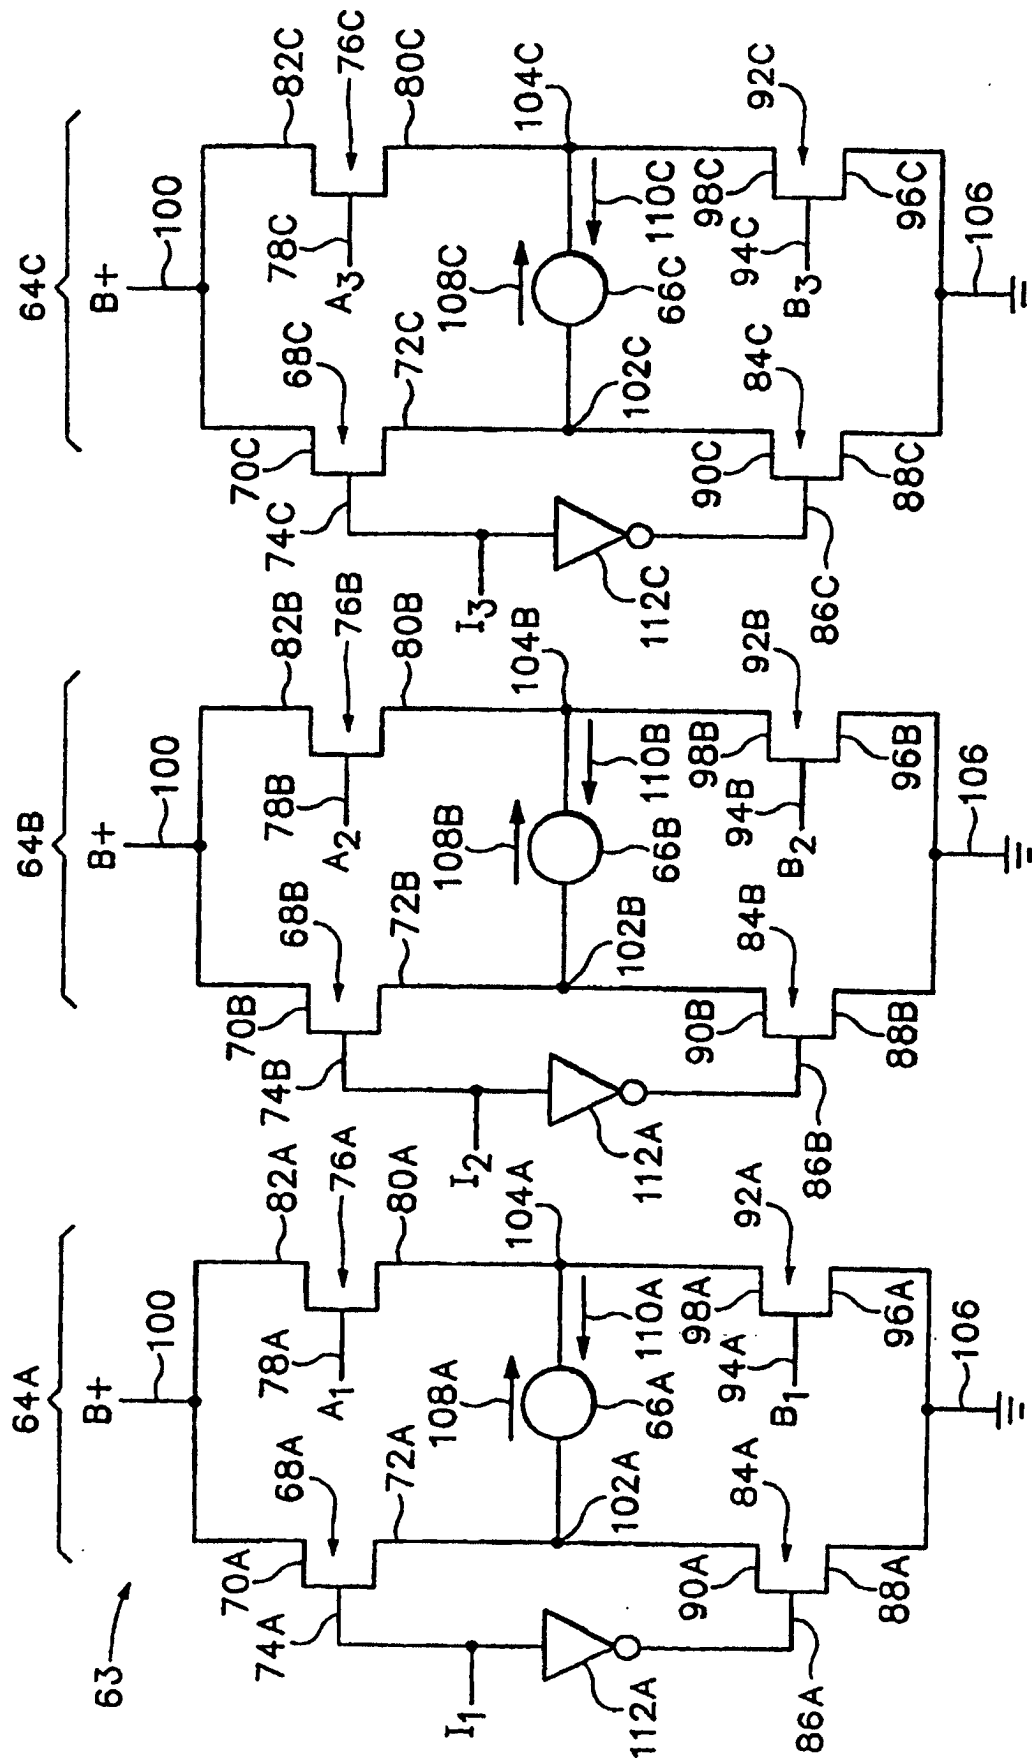 63
64A
B+
100
82A
70A
68A
76A
78A
A1
74A
72A
80A
104A
108A
110A
66A
102A
I1
112A
98A
92A
94A
B1
90A
84A
96A
86A
88A
106
64B
B+
100
82B
70B
68B
76B
78B
A2
74B
72B
80B
104B
108B
110B
66B
102B
I2
112A
98B
92B
94B
B2
90B
84B
96B
86B
88B
106
64C
B+
100
82C
70C
68C
76C
78C
A3
74C
72C
80C
104C
108C
110C
66C
102C
I3
112C
98C
92C
94C
B3
90C
84C
96C
86C
88C
106